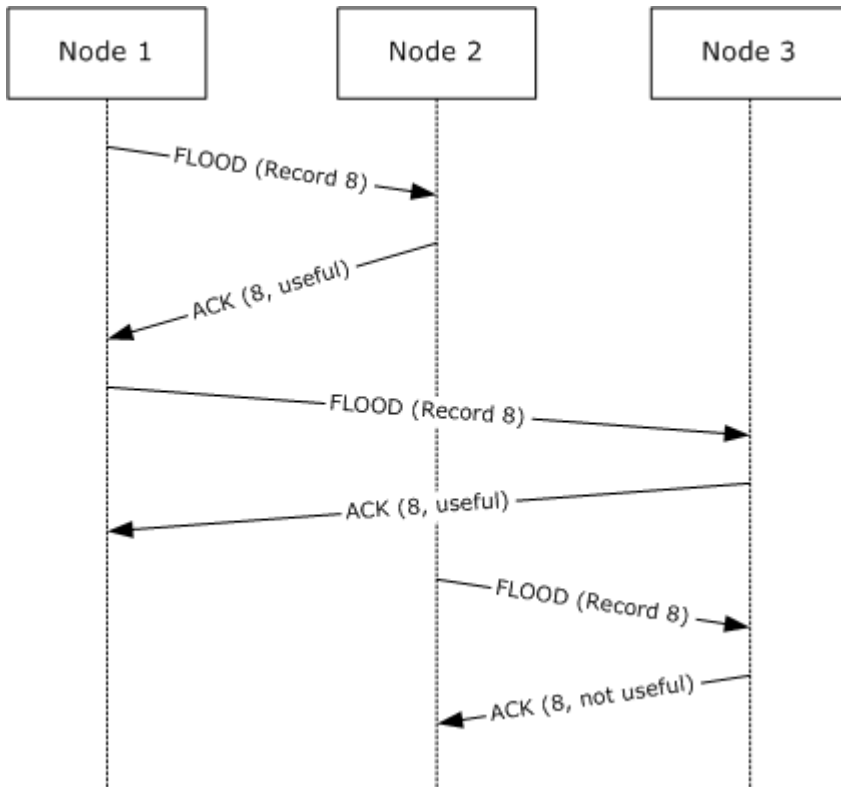 Node 1
Node 2
Node 3
FLOOD (Record 8)
ACK (8, useful)
FLOOD (Record 8)
ACK (8, useful)
FLOOD (Record 8)
ACK (8, not useful)